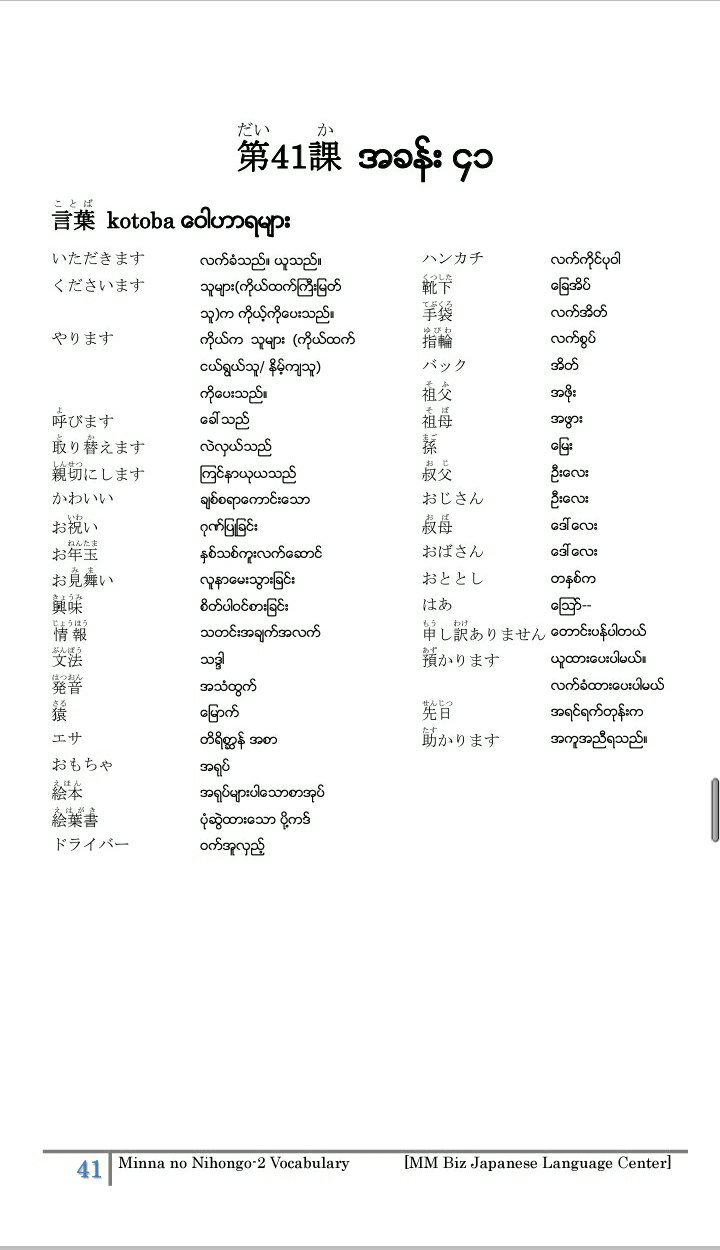 だい か
第41課 အခန်း ၄၁
ことば
言葉 kotoba ဝေါဟာရများ
いただきます လက်ခံသည်။ ယူသည်။
くださいます သူများ(ကိုယ်ထက်ကြီးမြတ်
သူ)က ကိုယ့်ကိုပေးသည်။
やります ကိုယ်က သူများ (ကိုယ်ထက်
ငယ်ရွယ်သူ/ နိမ့်ကျသူ)
ကိုပေးသည်။
よ
呼びます ခေါ်သည်
と か
取り替えます လဲလှယ်သည်
しんせつ
親切にします ကြင်နာယုယသည်
かわいい ချစ်စရာကောင်းသော
いわ
お祝い ဂုဏ်ပြုခြင်း
ねんたま
お年玉 နှစ်သစ်ကူးလက်ဆောင်
み ま
お見舞い လူနာမေးသွားခြင်း
きょうみ
興味 စိတ်ပါဝင်စားခြင်း
じょうほう
情報 သတင်းအချက်အလက်
ぶんぽう
文法 သဒ္ဒါ
はつおん
発音 အသံထွက်
さる
猿 မြောက်
エサ တိရိစ္ဆာန် အစာ
おもちゃ အရုပ်
えほん
絵本 အရုပ်များပါသောစာအုပ်
えはがき
絵葉書 ပုံဆွဲထားသော ပို့ကဒ်
ドライバー ဝက်အူလှည့်
ハンカチ လက်ကိုင်ပုဝါ
くつした
靴下 ခြေအိပ်
てぶくろ
手袋 လက်အိတ်
ゆびわ
指輪 လက်စွပ်
バック အိတ်
そふ
祖父 အဖိုး
そぼ
祖母 အဖွား
まご
孫 မြေး
おじ
叔父 ဦးလေး
おじさん ဦးလေး
おば
叔母 ဒေါ်လေး
おばさん ဒေါ်လေး
おととし တနှစ်က
はあ သြော်--
もう わけ
申し訳ありません တောင်းပန်ပါတယ်
あず
預かります ယူထားပေးပါမယ်။
လက်ခံထားပေးပါမယ်
せんじつ
先日 အရင်ရက်တုန်းက
たす
助かります အကူအညီရသည်။
41 Minna no Nihongo-2 Vocabulary [MM Biz Japanese Language Center]